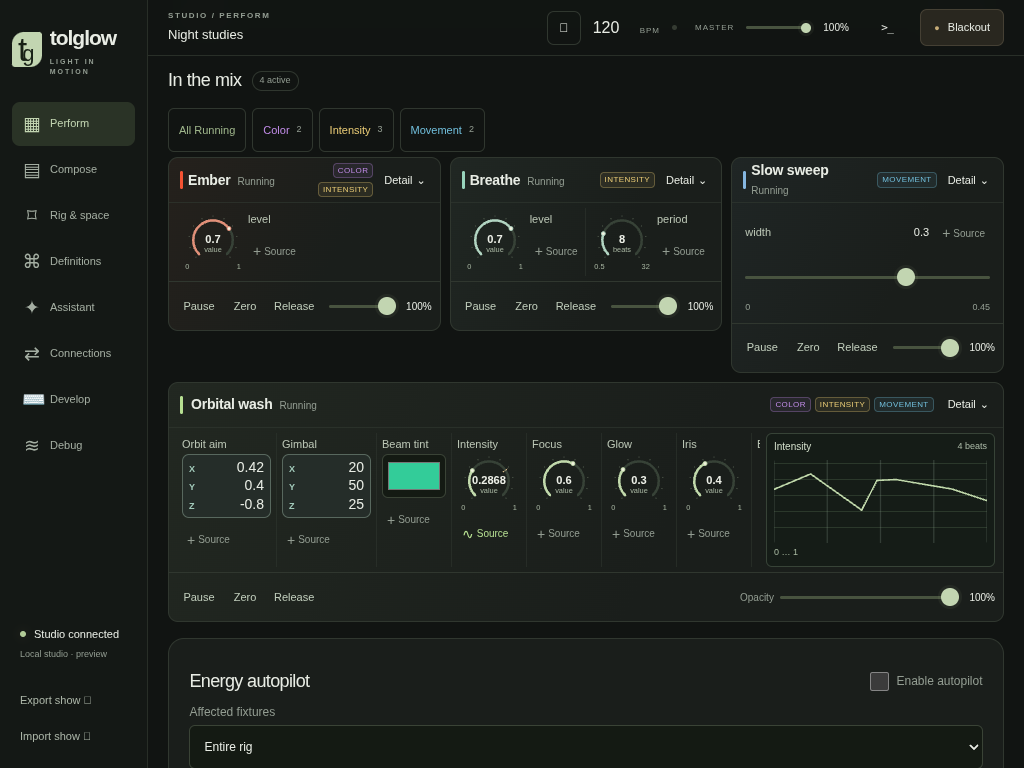 tg tolglow
LIGHT IN
MOTION
Perform
Compose
Rig & space
Definitions
Assistant
Connections
Develop
Debug
Studio connected
Local studio · preview
Export show
Import show
STUDIO / PERFORM
Night studies
120 BPM
MASTER 100%
>_
Blackout
In the mix 4 active
All Running Color 2 Intensity 3 Movement 2
Ember Running COLOR INTENSITY Detail
level
0.7
value
0 1
+ Source
Pause Zero Release 100%
Breathe Running INTENSITY Detail
level
0.7
value
0 1
+ Source
period
8
beats
0.5 32
+ Source
Pause Zero Release 100%
Slow sweep
Running
MOVEMENT Detail
width 0.3 + Source
0 0.45
Pause Zero Release 100%
Orbital wash Running COLOR INTENSITY MOVEMENT Detail
Orbit aim
X 0.42
Y 0.4
Z -0.8
+ Source
Gimbal
X 20
Y 50
Z 25
+ Source
Beam tint
+ Source
Intensity
0.2868
value
0 1
Source
Focus
0.6
value
0 1
+ Source
Glow
0.3
value
0 1
+ Source
Iris
0.4
value
0 1
+ Source
Intensity 4 beats
0 … 1
Pause Zero Release Opacity 100%
Energy autopilot Enable autopilot
Affected fixtures
Entire rig